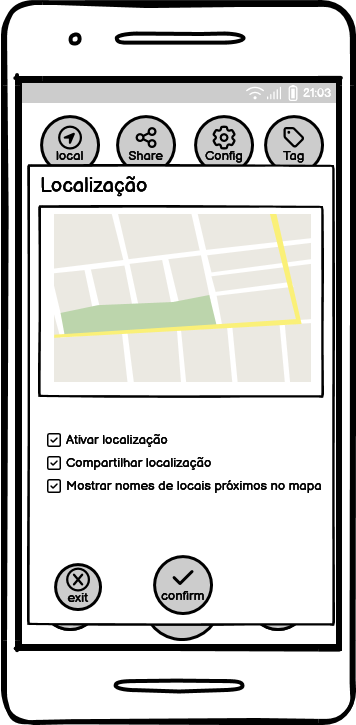 21:03
local Share Config Tag
Localização
Ativar localização
Compartilhar localização
Mostrar nomes de locais próximos no mapa
exit confirm